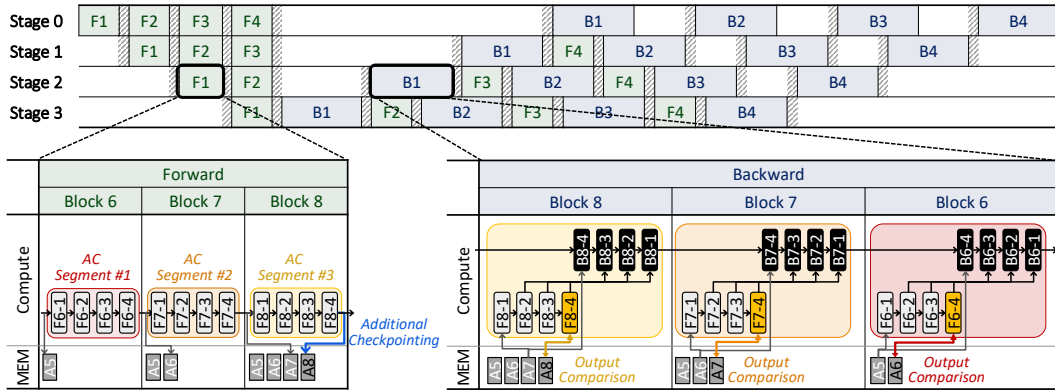 Stage 0 F1 F2 F3 F4 B1 B2 B3 B4
Stage 1 F1 F2 F3 B1 F4 B2 B3 B4
Stage 2 F1 F2 B1 F3 B2 F4 B3 B4
Stage 3 F1 B1 F2 B2 F3 B3 F4 B4
Forward
Block 6 Block 7 Block 8
Compute
AC
Segment #1
AC
Segment #2
AC
Segment #3
F6-1 F6-2 F6-3 F6-4 F7-1 F7-2 F7-3 F7-4 F8-1 F8-2 F8-3 F8-4
Additional
Checkpointing
MEM
A5 A5 A6 A5 A6 A7 A8
Backward
Block 8 Block 7 Block 6
Compute
B8-4 B8-3 B8-2 B8-1 B7-4 B7-3 B7-2 B7-1 B6-4 B6-3 B6-2 B6-1
F8-1 F8-2 F8-3 F8-4 F7-1 F7-2 F7-3 F7-4 F6-1 F6-2 F6-3 F6-4
MEM
A5 A6 A7 A8 A5 A6 A7 A5 A6
Output
Comparison
Output
Comparison
Output
Comparison